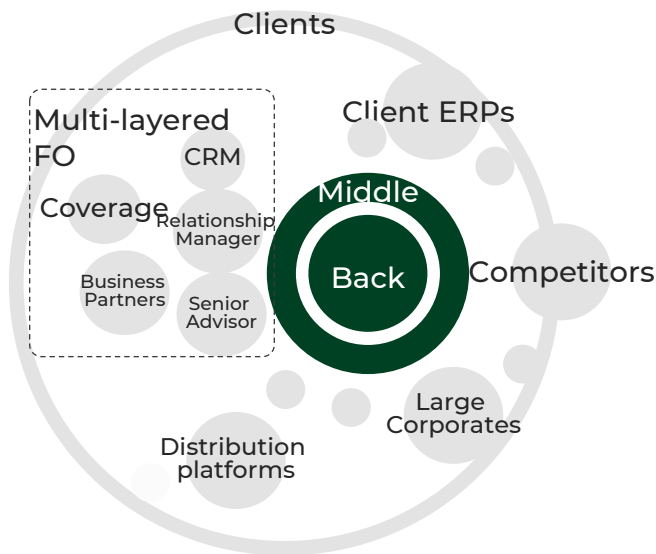 Clients
Client ERPs
Multi-layered
FO
CRM
Coverage
Relationship
Manager
Middle
Back
Competitors
Business
Partners
Senior
Advisor
Large
Corporates
Distribution
platforms